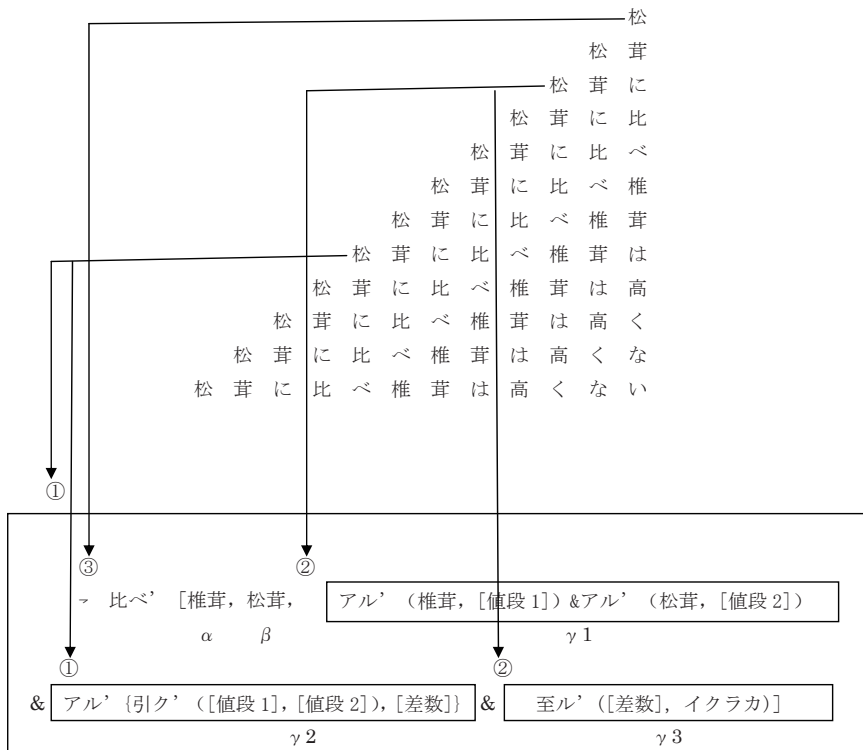 松
松 茸
松 茸 に
松 茸 に 比
松 茸 に 比 べ
松 茸 に 比 べ 椎
松 茸 に 比 べ 椎 茸
松 茸 に 比 べ 椎 茸 は
松 茸 に 比 べ 椎 茸 は 高
松 茸 に 比 べ 椎 茸 は 高 く
松 茸 に 比 べ 椎 茸 は 高 く な
松 茸 に 比 べ 椎 茸 は 高 く な い
①
③ ②
¬ 比べ’ [椎茸, 松茸, アル’(椎茸, [値段 1])&アル’(松茸, [値段 2])
α β γ1
① ②
& アル’{引ク’([値段 1], [値段 2]), [差数]} & 至ル’([差数], イクラカ)]
γ2 γ3